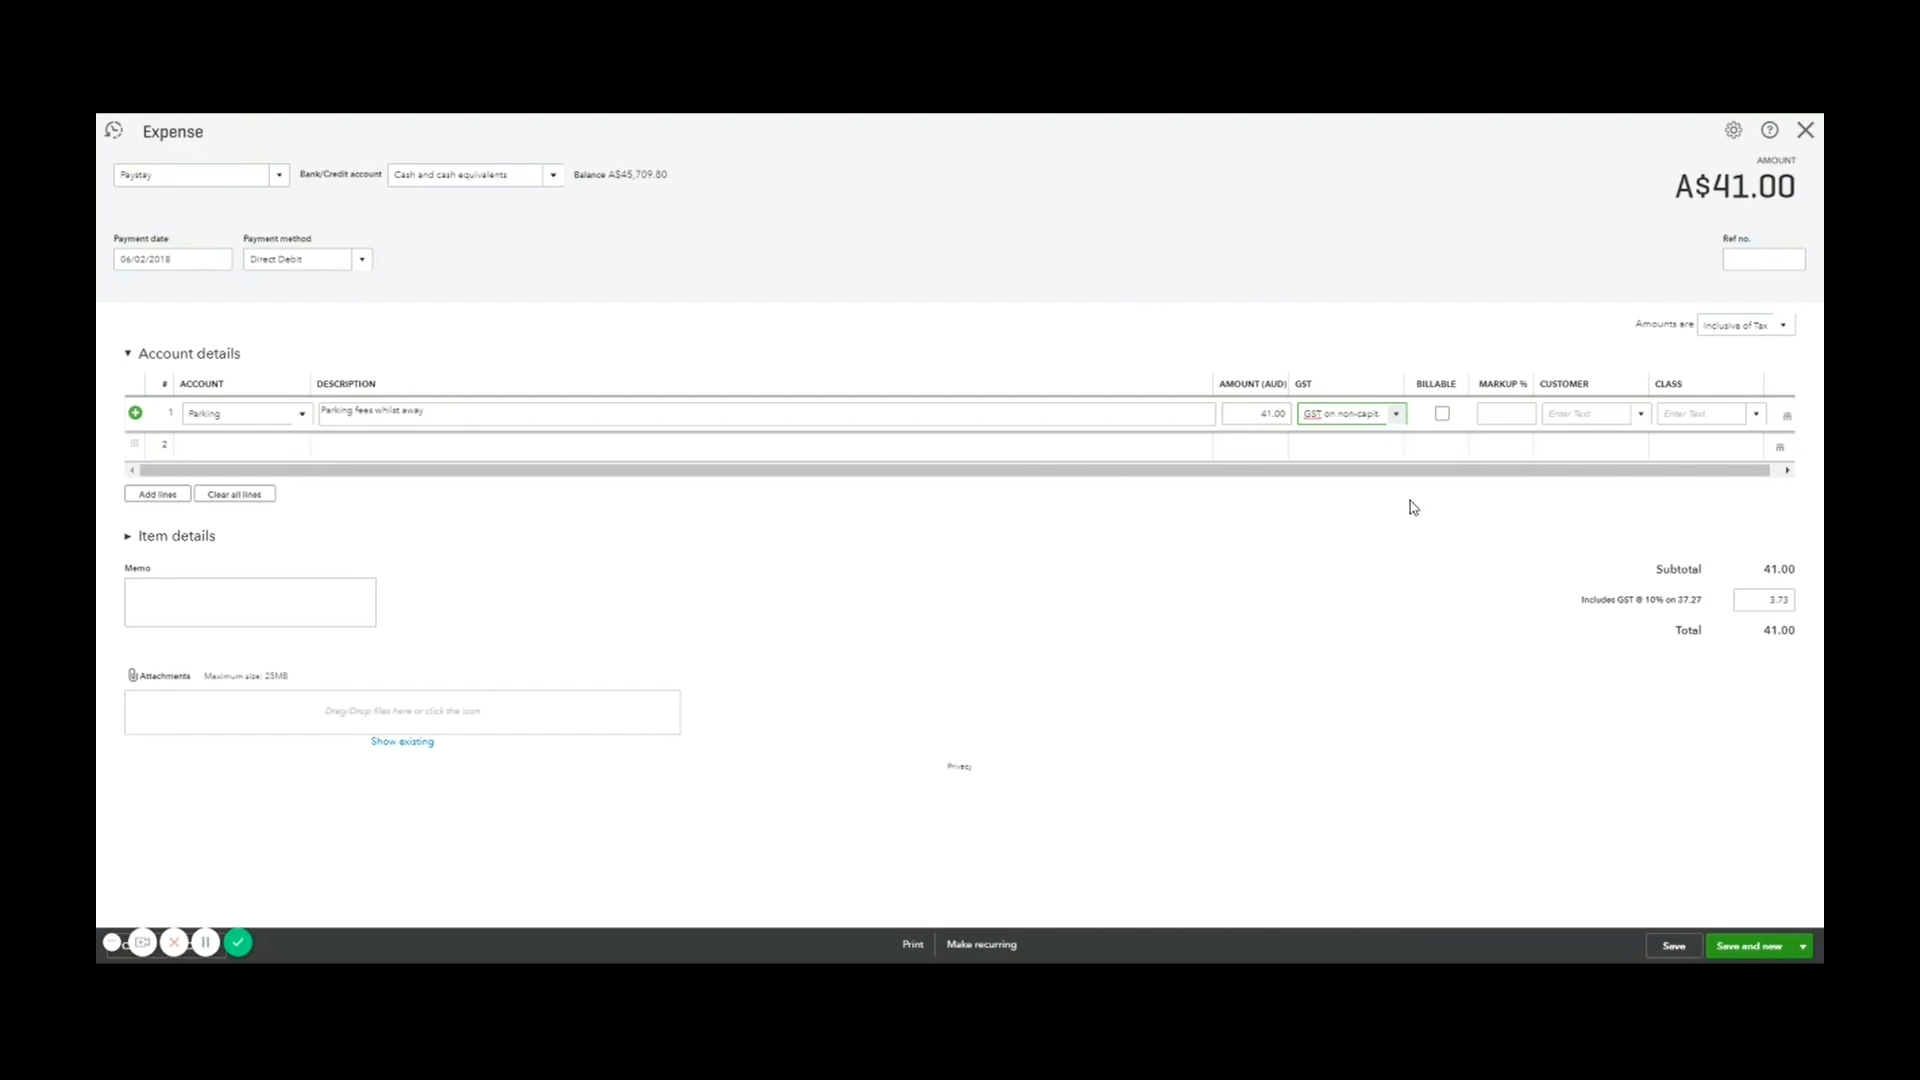 Expense
AMOUNT
A$41.00
Paystay
Bank/Credit account
Cash and cash equivalents
Balance A$45,709.80
Payment date
Payment method
Ref no.
06/02/2018
Direct Debit
Amounts are
Inclusive of Tax
Account details
# ACCOUNT DESCRIPTION AMOUNT (AUD) GST BILLABLE MARKUP % CUSTOMER CLASS
1 Parking Parking fees whilst away 41.00 GST on non-capit. Enter Text Enter Text
2
Add lines
Clear all lines
Item details
Memo
Subtotal 41.00
Includes GST @ 10% on 37.27 3.73
Total 41.00
Attachments Maximum size: 25MB
Drag/Drop files here or click the icon
Show existing
Privacy
Print
Make recurring
Save
Save and new